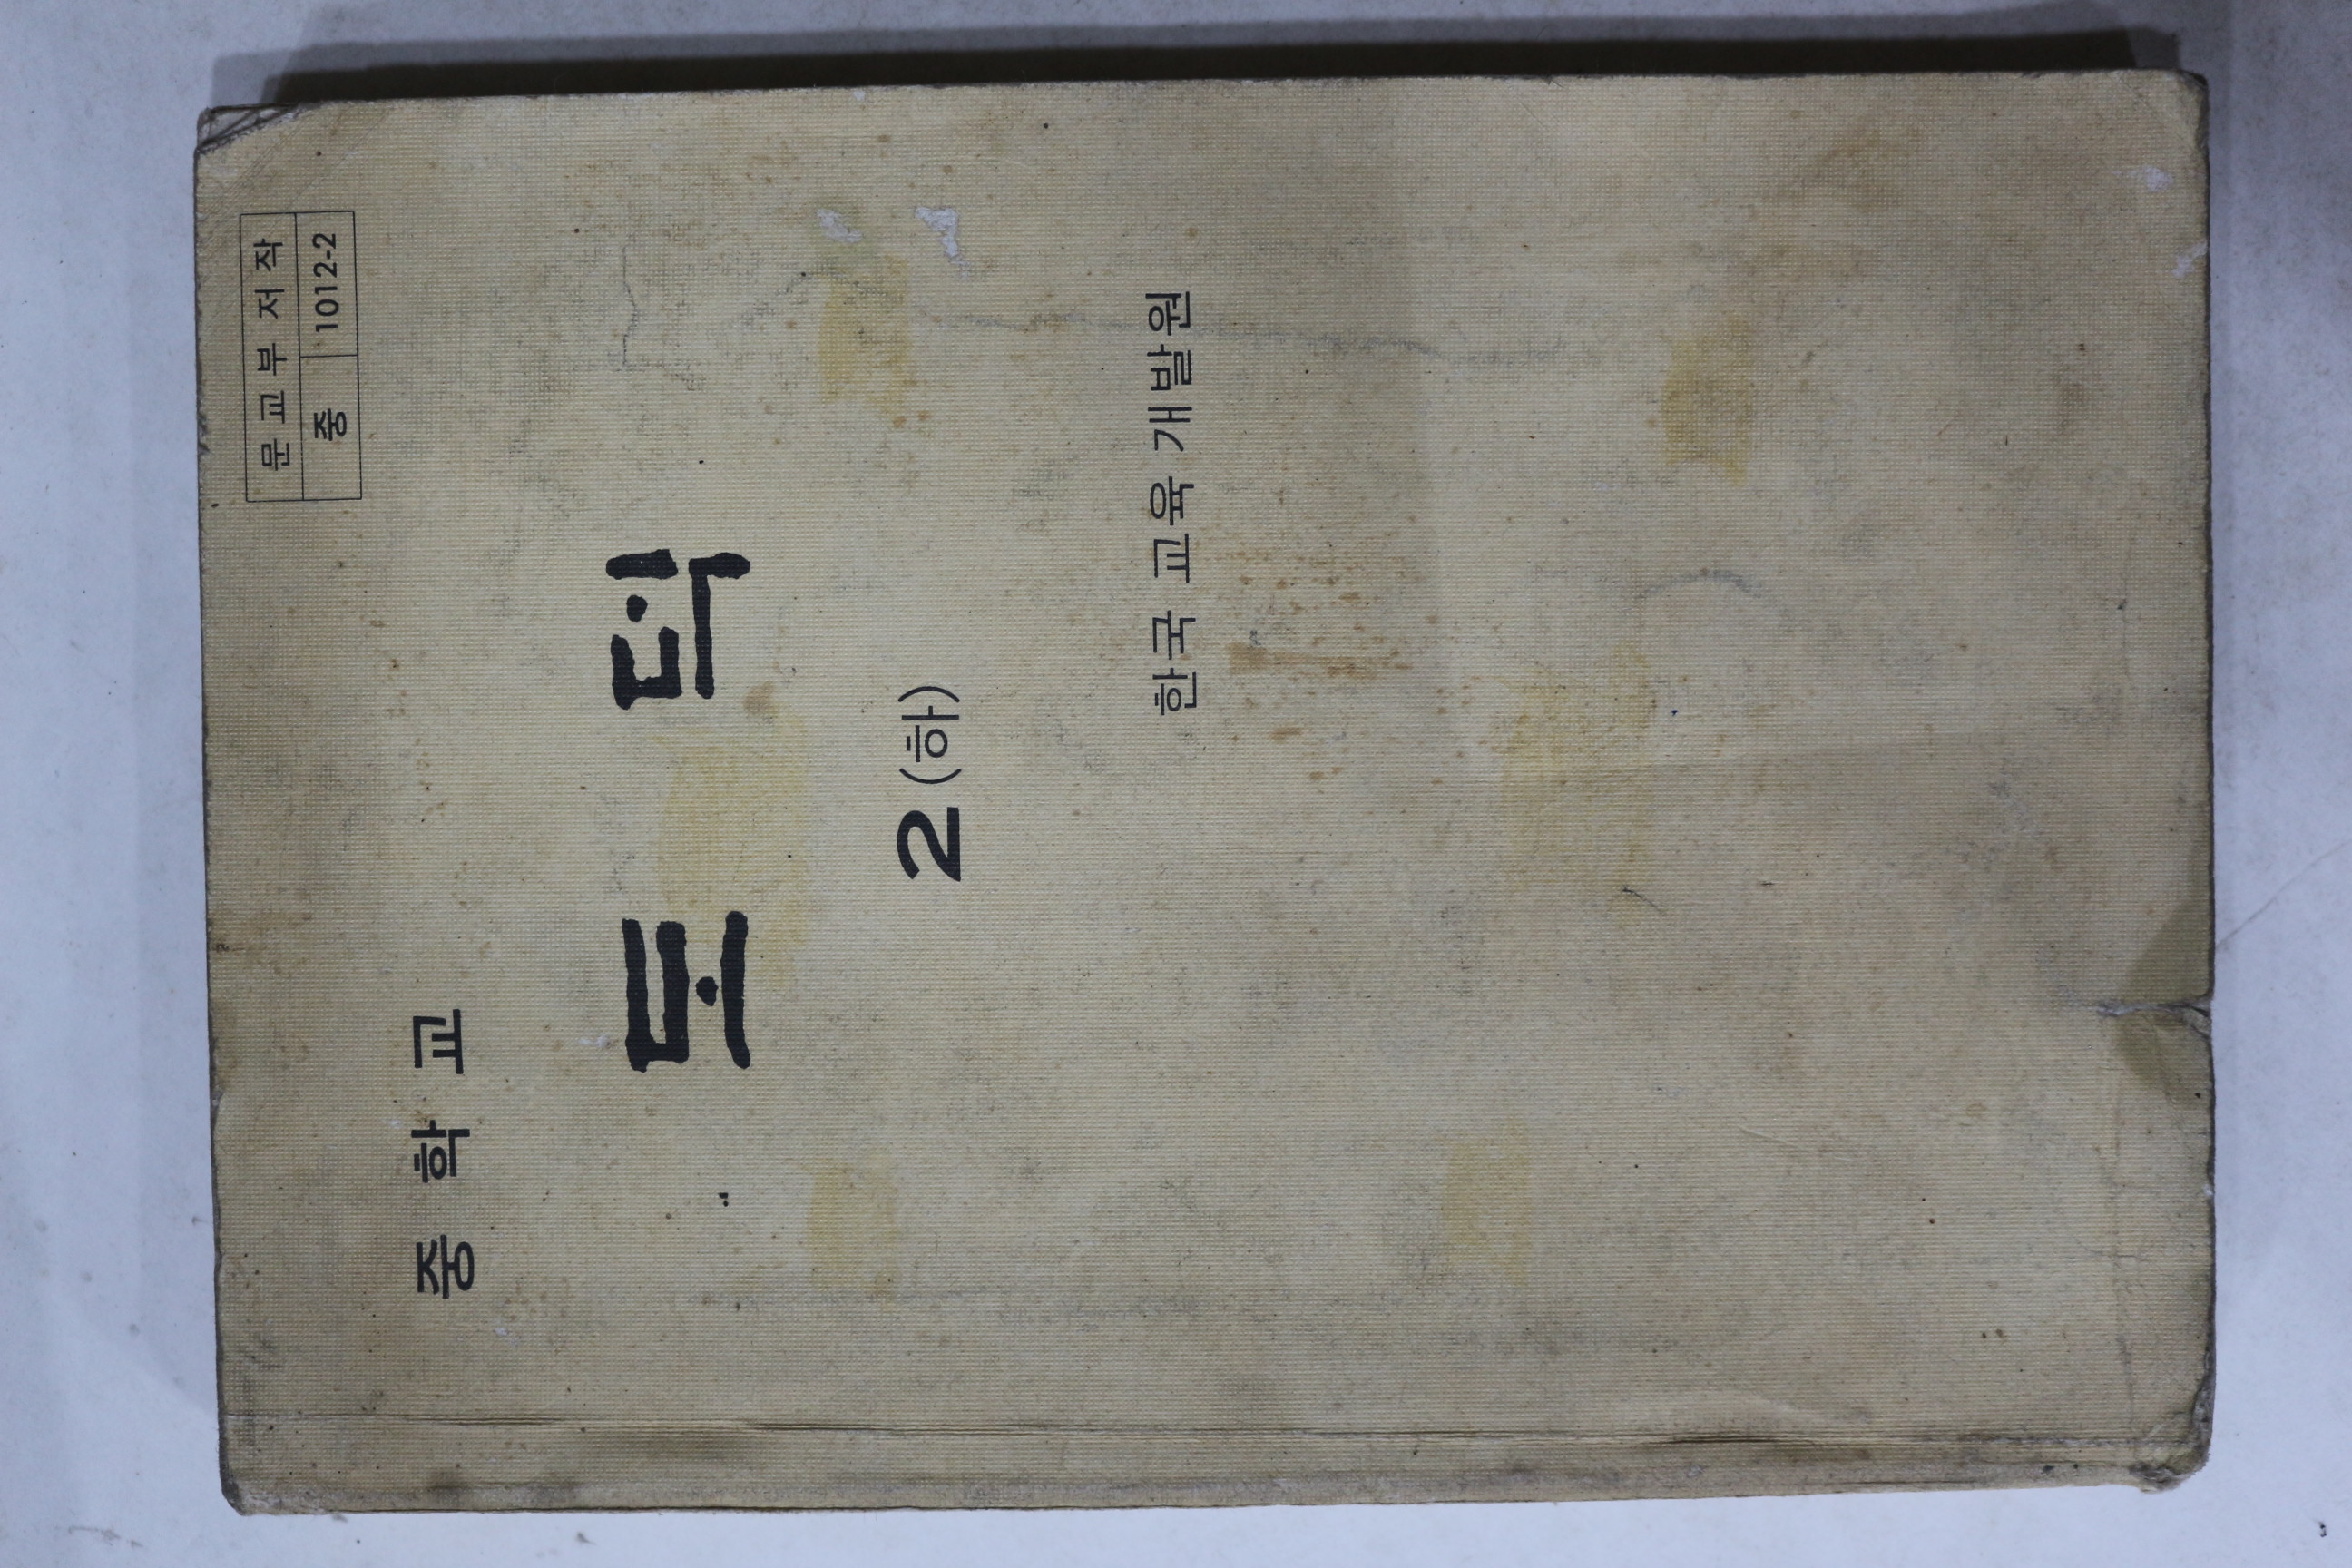 문교부저작
중 1012-2
중학교
도덕
2(하)
한국 교육 개발원